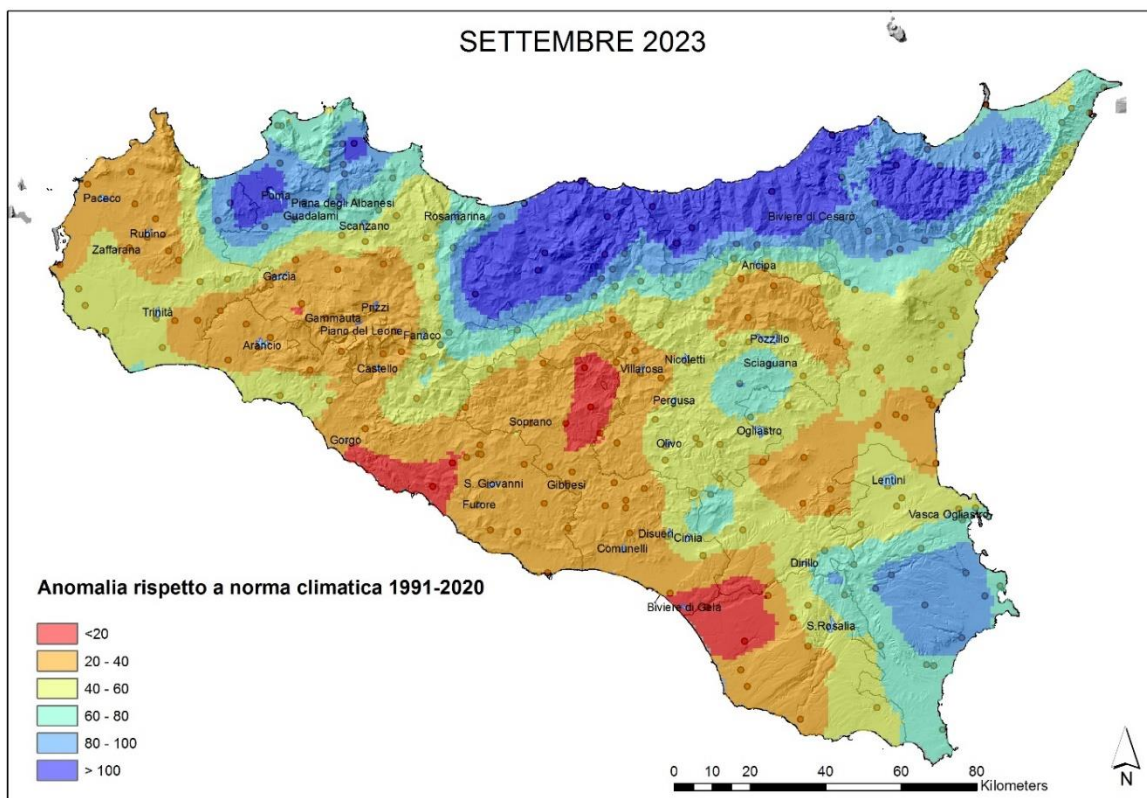 SETTEMBRE 2023
Poma
Piana degli Albanesi
Paceco
Guadalami
Rosamarina
Biviere di Cesarò
Scanzano
Rubino
Zaffarana
Ancipa
Garcia
Prizzi
Trinità
Gammauta
Piano del Leone
Fanaco
Pozzillo
Arancio
Nicoletti
Sciaguana
Castello
Villarosa
Pergusa
Soprano
Ogliastro
Gorgo
Olivo
S. Giovanni
Gibbesi
Lentini
Furore
Vasca Ogliastro
Disueri
Cimia
Comunelli
Dirillo
Anomalia rispetto a norma climatica 1991-2020
Biviere di Gela
S.Rosalia
<20
20 - 40
40 - 60
60 - 80
80 - 100
> 100
0 5 10 20 40 60 80
Kilometers
N